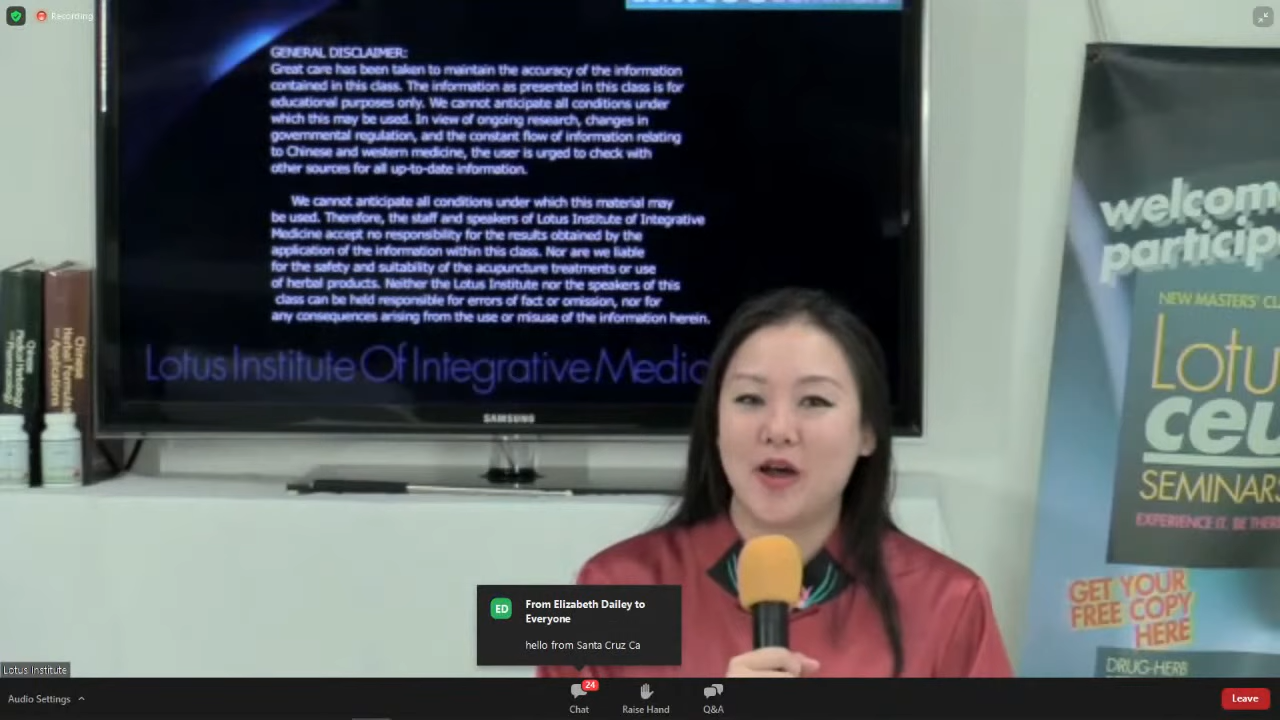 Recording
GENERAL DISCLAIMER:
Great care has been taken to maintain the accuracy of the information
contained in this class. The information as presented in this class is for
educational purposes only. We cannot anticipate all conditions under
which this may be used. In view of ongoing research, changes in
governmental regulation, and the constant flow of information relating
to Chinese and western medicine, the user is urged to check with
other sources for all up-to-date information.
We cannot anticipate all conditions under which this material may
be used. Therefore, the staff and speakers of Lotus Institute of Integrative
Medicine accept no responsibility for the results obtained by the
application of the information within this class. Nor are we liable
for the safety and suitability of the acupuncture treatments or use
of herbal products. Neither the Lotus Institute nor the speakers of this
class can be held responsible for errors of fact or omission, nor for
any consequences arising from the use or misuse of the information herein.
Lotus Institute Of Integrative Medic
SAMSUNG
Chinese
Medical Herbology
and Pharmacology
Chinese
Herbal Formulas
and Applications
welcom
particip
NEW MASTERS' CL
Lotu
ceu
SEMINARS
EXPERIENCE IT. BE THERE
GET YOUR
FREE COPY
HERE
DRUG-HERB
ED
From Elizabeth Dailey to
Everyone
hello from Santa Cruz Ca
Lotus Institute
Audio Settings
24
Chat
Raise Hand
Q&A
Leave